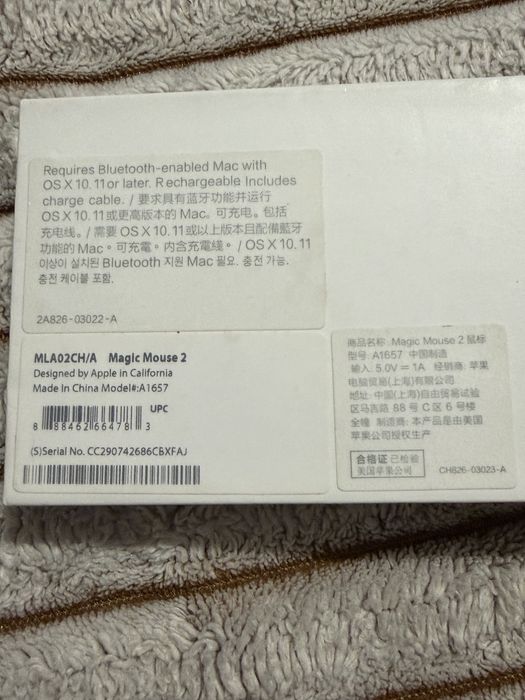 Requires Bluetooth-enabled Mac with
OS X 10.11 or later. Rechargeable Includes
charge cable. / 要求具有蓝牙功能并运行
OS X 10.11或更高版本的 Mac。可充电。包括
充电线。/ 需要 OS X 10.11 或以上版本且配備藍牙
功能的 Mac。可充電。內含充電綫。/ OS X 10.11
이상이 설치된 Bluetooth 지원 Mac 필요. 충전 가능.
충전 케이블 포함.
2A826-03022-A
MLA02CH/A Magic Mouse 2
Designed by Apple in California
Made In China Model#:A1657
UPC
8 88462 66478 3
(S)Serial No. CC290742686CBXFAJ
商品名称: Magic Mouse 2 鼠标
型号: A1657 中国制造
输入: 5.0V ⎓ 1A 经销商: 苹果
电脑贸易(上海)有限公司
地址: 中国(上海)自由贸易试验
区马吉路 88 号 C 区 6 号楼
全幢 制造商: 本产品是由美国
苹果公司授权生产
合格证 已检验
美国苹果公司
CH826-03023-A